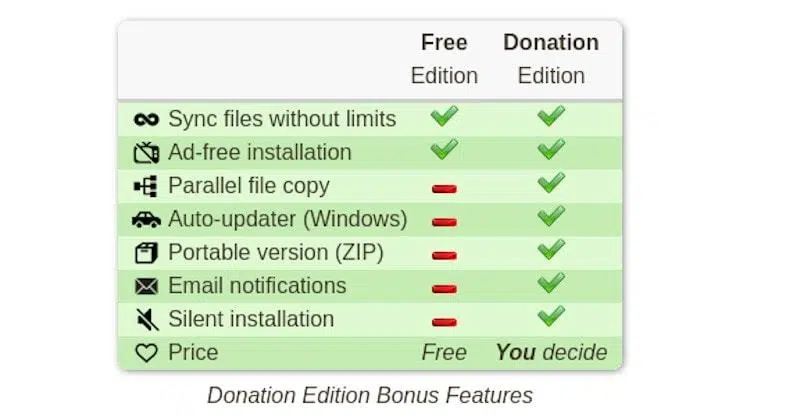 Free Donation
Edition Edition
Sync files without limits
Ad-free installation
Parallel file copy
Auto-updater (Windows)
Portable version (ZIP)
Email notifications
Silent installation
Price Free You decide
Donation Edition Bonus Features